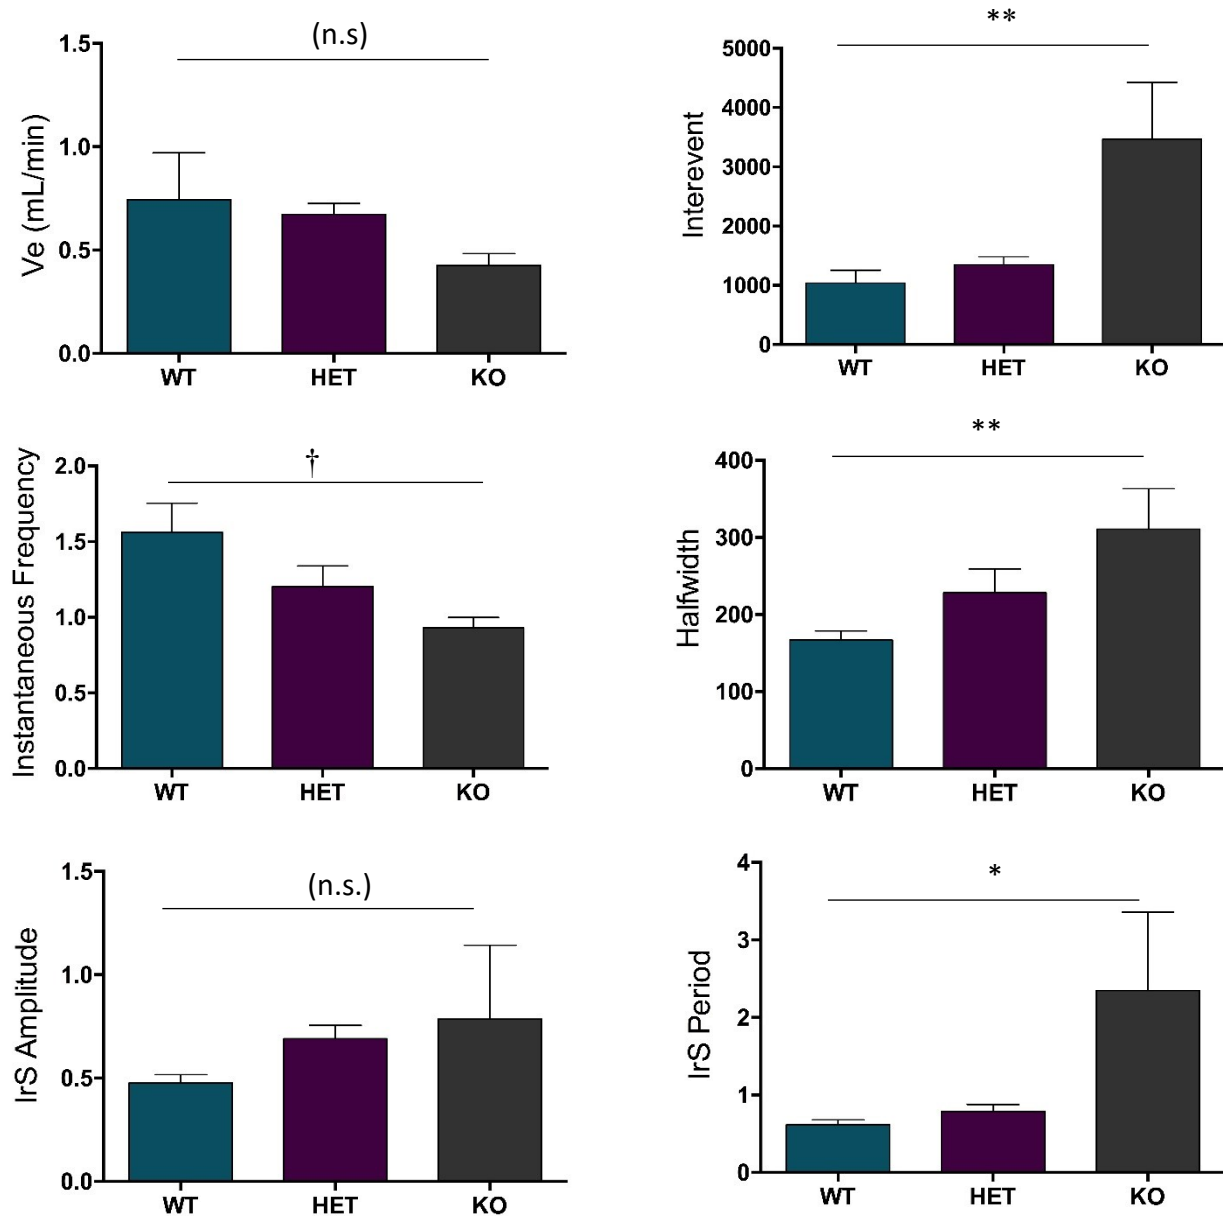 (n.s)
1.5
1.0
0.5
0.0
Ve (mL/min)
WT HET KO
**
5000
4000
3000
2000
1000
0
Interevent
WT HET KO
†
2.0
1.5
1.0
0.5
0.0
Instantaneous Frequency
WT HET KO
**
400
300
200
100
0
Halfwidth
WT HET KO
(n.s.)
1.5
1.0
0.5
0.0
IrS Amplitude
WT HET KO
*
4
3
2
1
0
IrS Period
WT HET KO